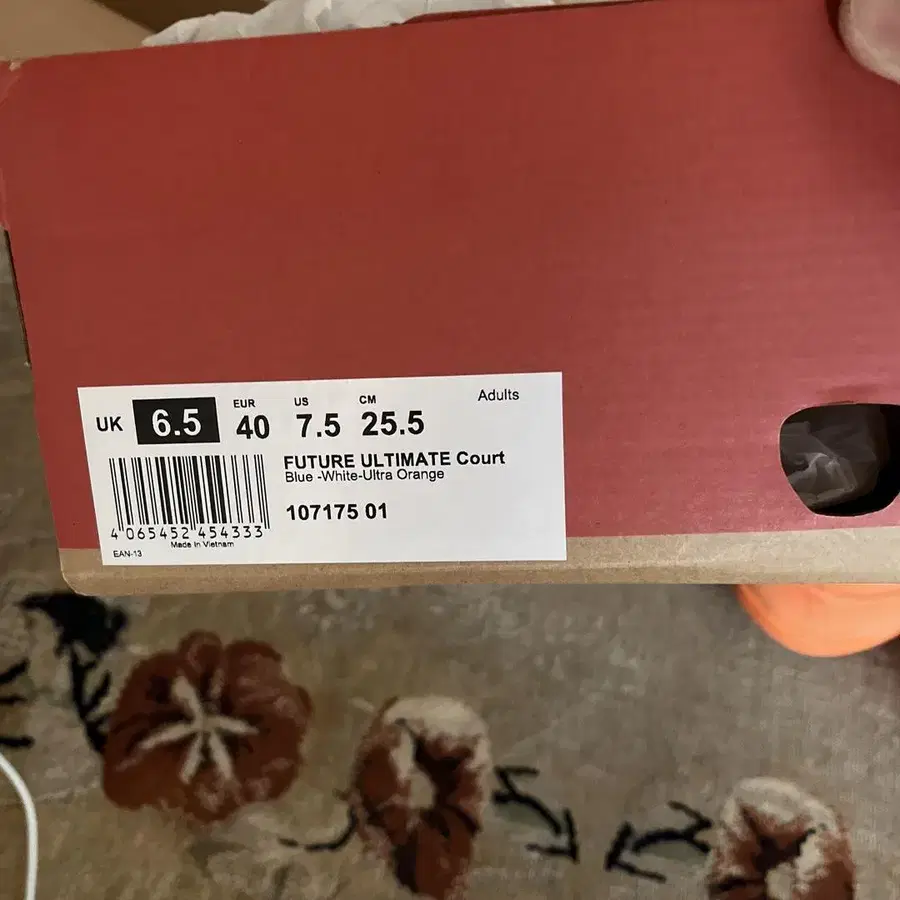 UK 6.5 EUR 40 US 7.5 CM 25.5 Adults
FUTURE ULTIMATE Court
Blue -White-Ultra Orange
107175 01
4 065452 454333
Made in Vietnam
EAN-13